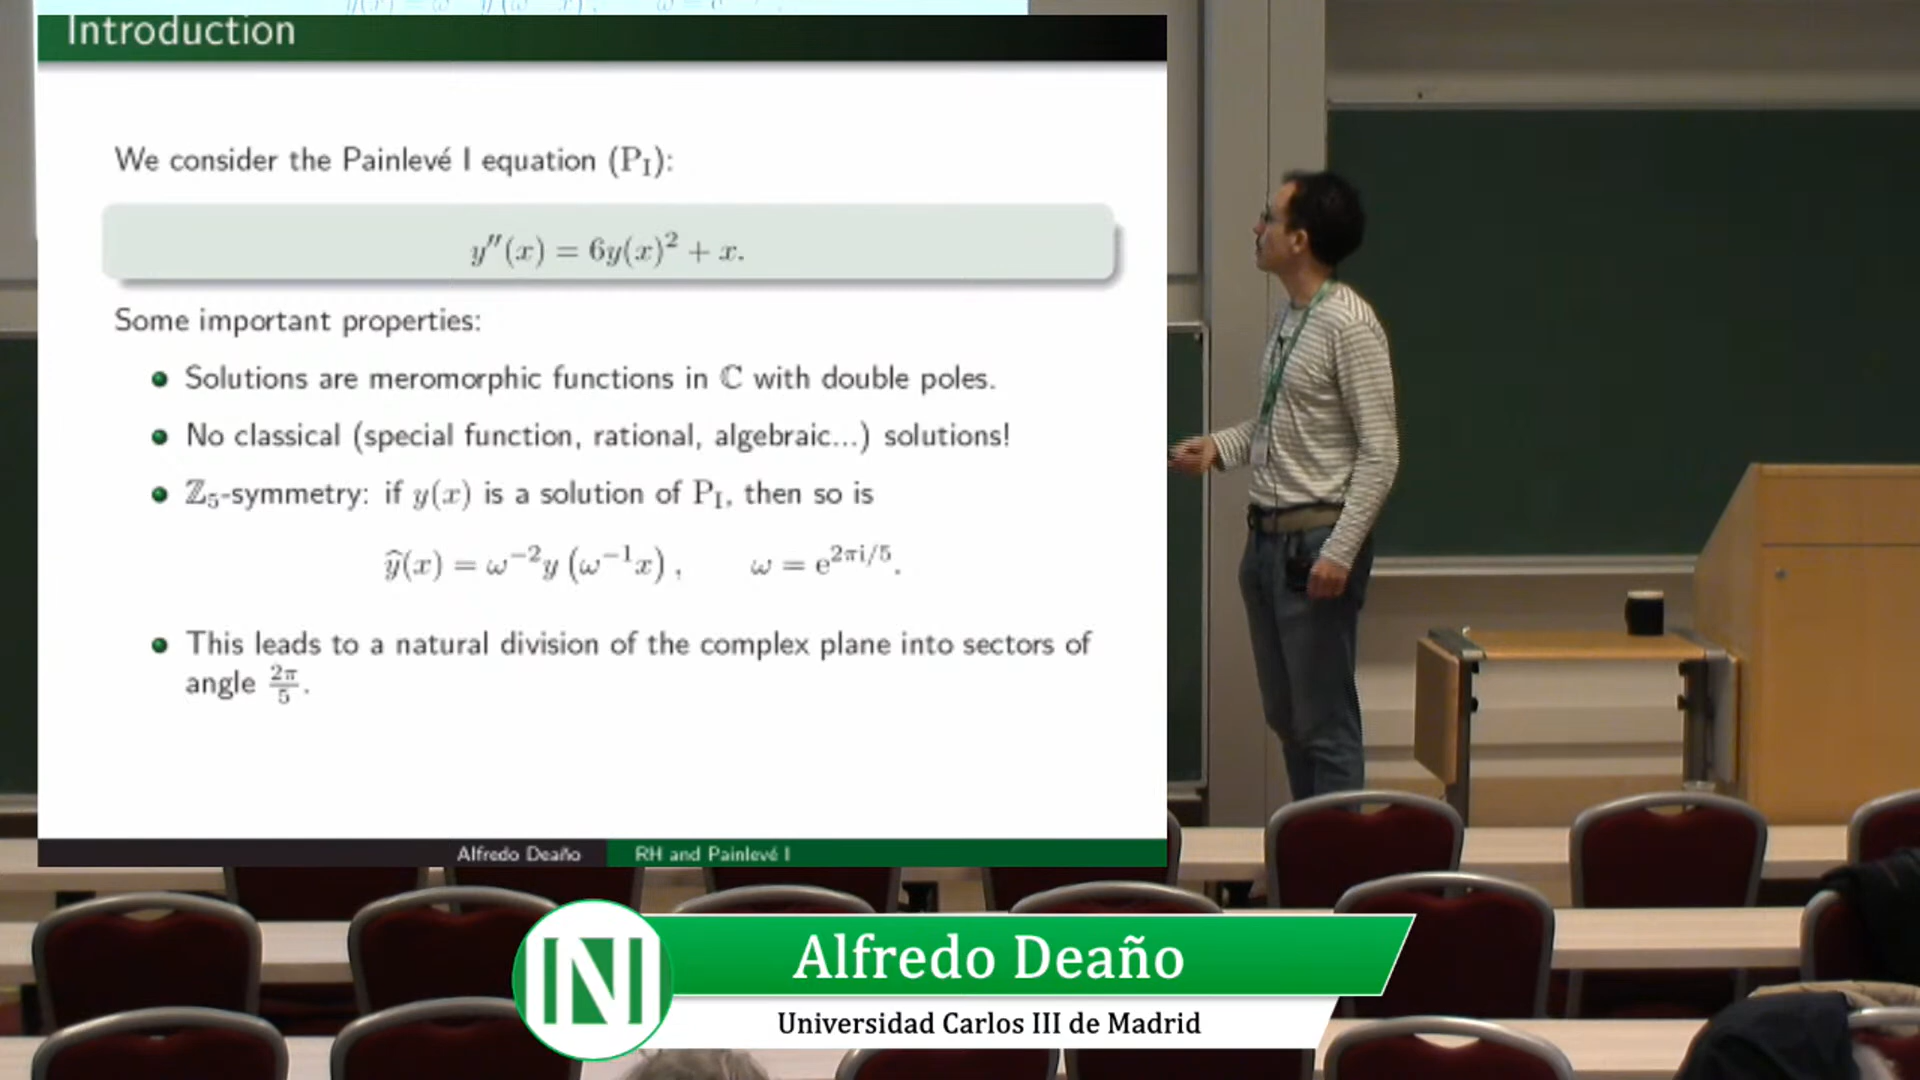 Introduction
We consider the Painlevé I equation (P_I):
y″(x) = 6y(x)² + x.
Some important properties:
Solutions are meromorphic functions in ℂ with double poles.
No classical (special function, rational, algebraic...) solutions!
ℤ₅-symmetry: if y(x) is a solution of P_I, then so is
ŷ(x) = ω⁻²y (ω⁻¹x) , ω = e^{2πi/5}.
This leads to a natural division of the complex plane into sectors of
angle 2π/5.
Alfredo Deaño RH and Painlevé I
N
Alfredo Deaño
Universidad Carlos III de Madrid